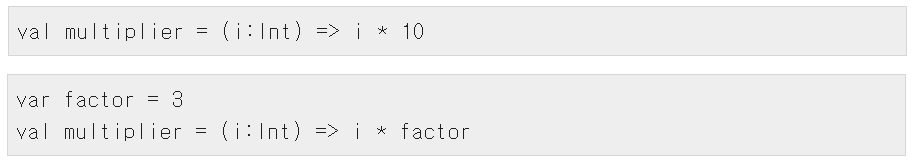 val multiplier = (i:Int) => i * 10
var factor = 3
val multiplier = (i:Int) => i * factor